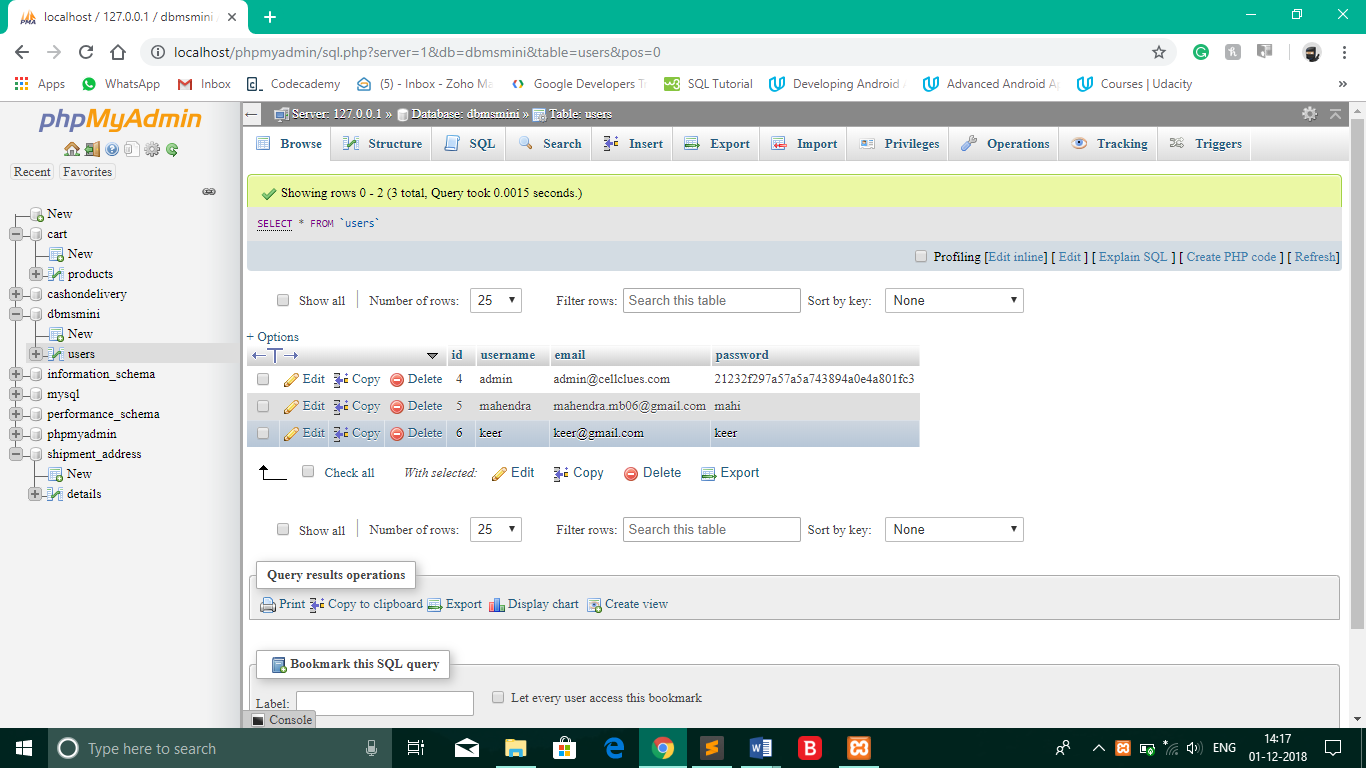 localhost / 127.0.0.1 / dbmsmini
localhost/phpmyadmin/sql.php?server=1&db=dbmsmini&table=users&pos=0
Apps WhatsApp Inbox Codecademy (5) - Inbox - Zoho Ma Google Developers T SQL Tutorial Developing Android Advanced Android Ap Courses | Udacity »
phpMyAdmin
Recent Favorites
New
cart
New
products
cashondelivery
dbmsmini
New
users
information_schema
mysql
performance_schema
phpmyadmin
shipment_address
New
details
Server: 127.0.0.1 » Database: dbmsmini » Table: users
Browse Structure SQL Search Insert Export Import Privileges Operations Tracking Triggers
Showing rows 0 - 2 (3 total, Query took 0.0015 seconds.)
SELECT * FROM `users`
Profiling [Edit inline] [ Edit ] [ Explain SQL ] [ Create PHP code ] [ Refresh]
Show all Number of rows: 25 Filter rows: Search this table Sort by key: None
+ Options
←T→ id username email password
Edit Copy Delete 4 admin admin@cellclues.com 21232f297a57a5a743894a0e4a801fc3
Edit Copy Delete 5 mahendra mahendra.mb06@gmail.com mahi
Edit Copy Delete 6 keer keer@gmail.com keer
Check all With selected: Edit Copy Delete Export
Show all Number of rows: 25 Filter rows: Search this table Sort by key: None
Query results operations
Print Copy to clipboard Export Display chart Create view
Bookmark this SQL query
Label: Let every user access this bookmark
Console
Type here to search
ENG
14:17
01-12-2018